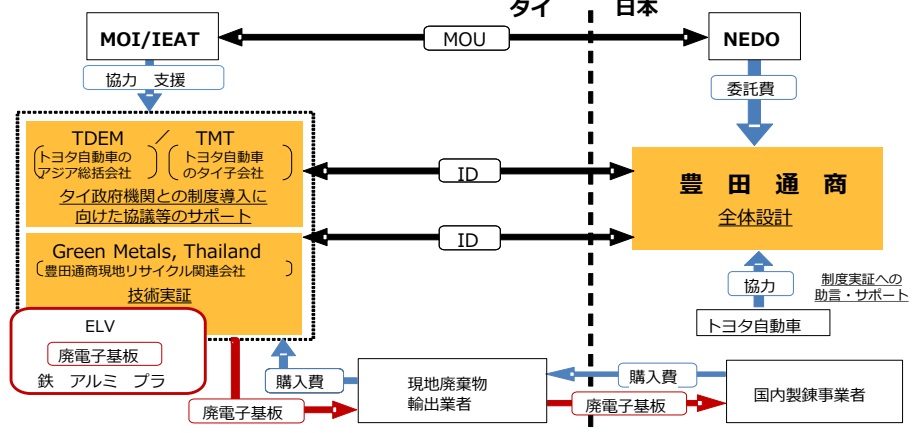 タイ 日本
MOI/IEAT
MOU
NEDO
協力 支援
委託費
TDEM ／ TMT
トヨタ自動車の
アジア総括会社
トヨタ自動車
のタイ子会社
タイ政府機関との制度導入に
向けた協議等のサポート
ID
豊田通商
全体設計
Green Metals, Thailand
豊田通商現地リサイクル関連会社
技術実証
ID
協力
制度実証への
助言・サポート
トヨタ自動車
ELV
廃電子基板
鉄 アルミ プラ
購入費
廃電子基板
現地廃棄物
輸出業者
購入費
廃電子基板
国内製錬事業者